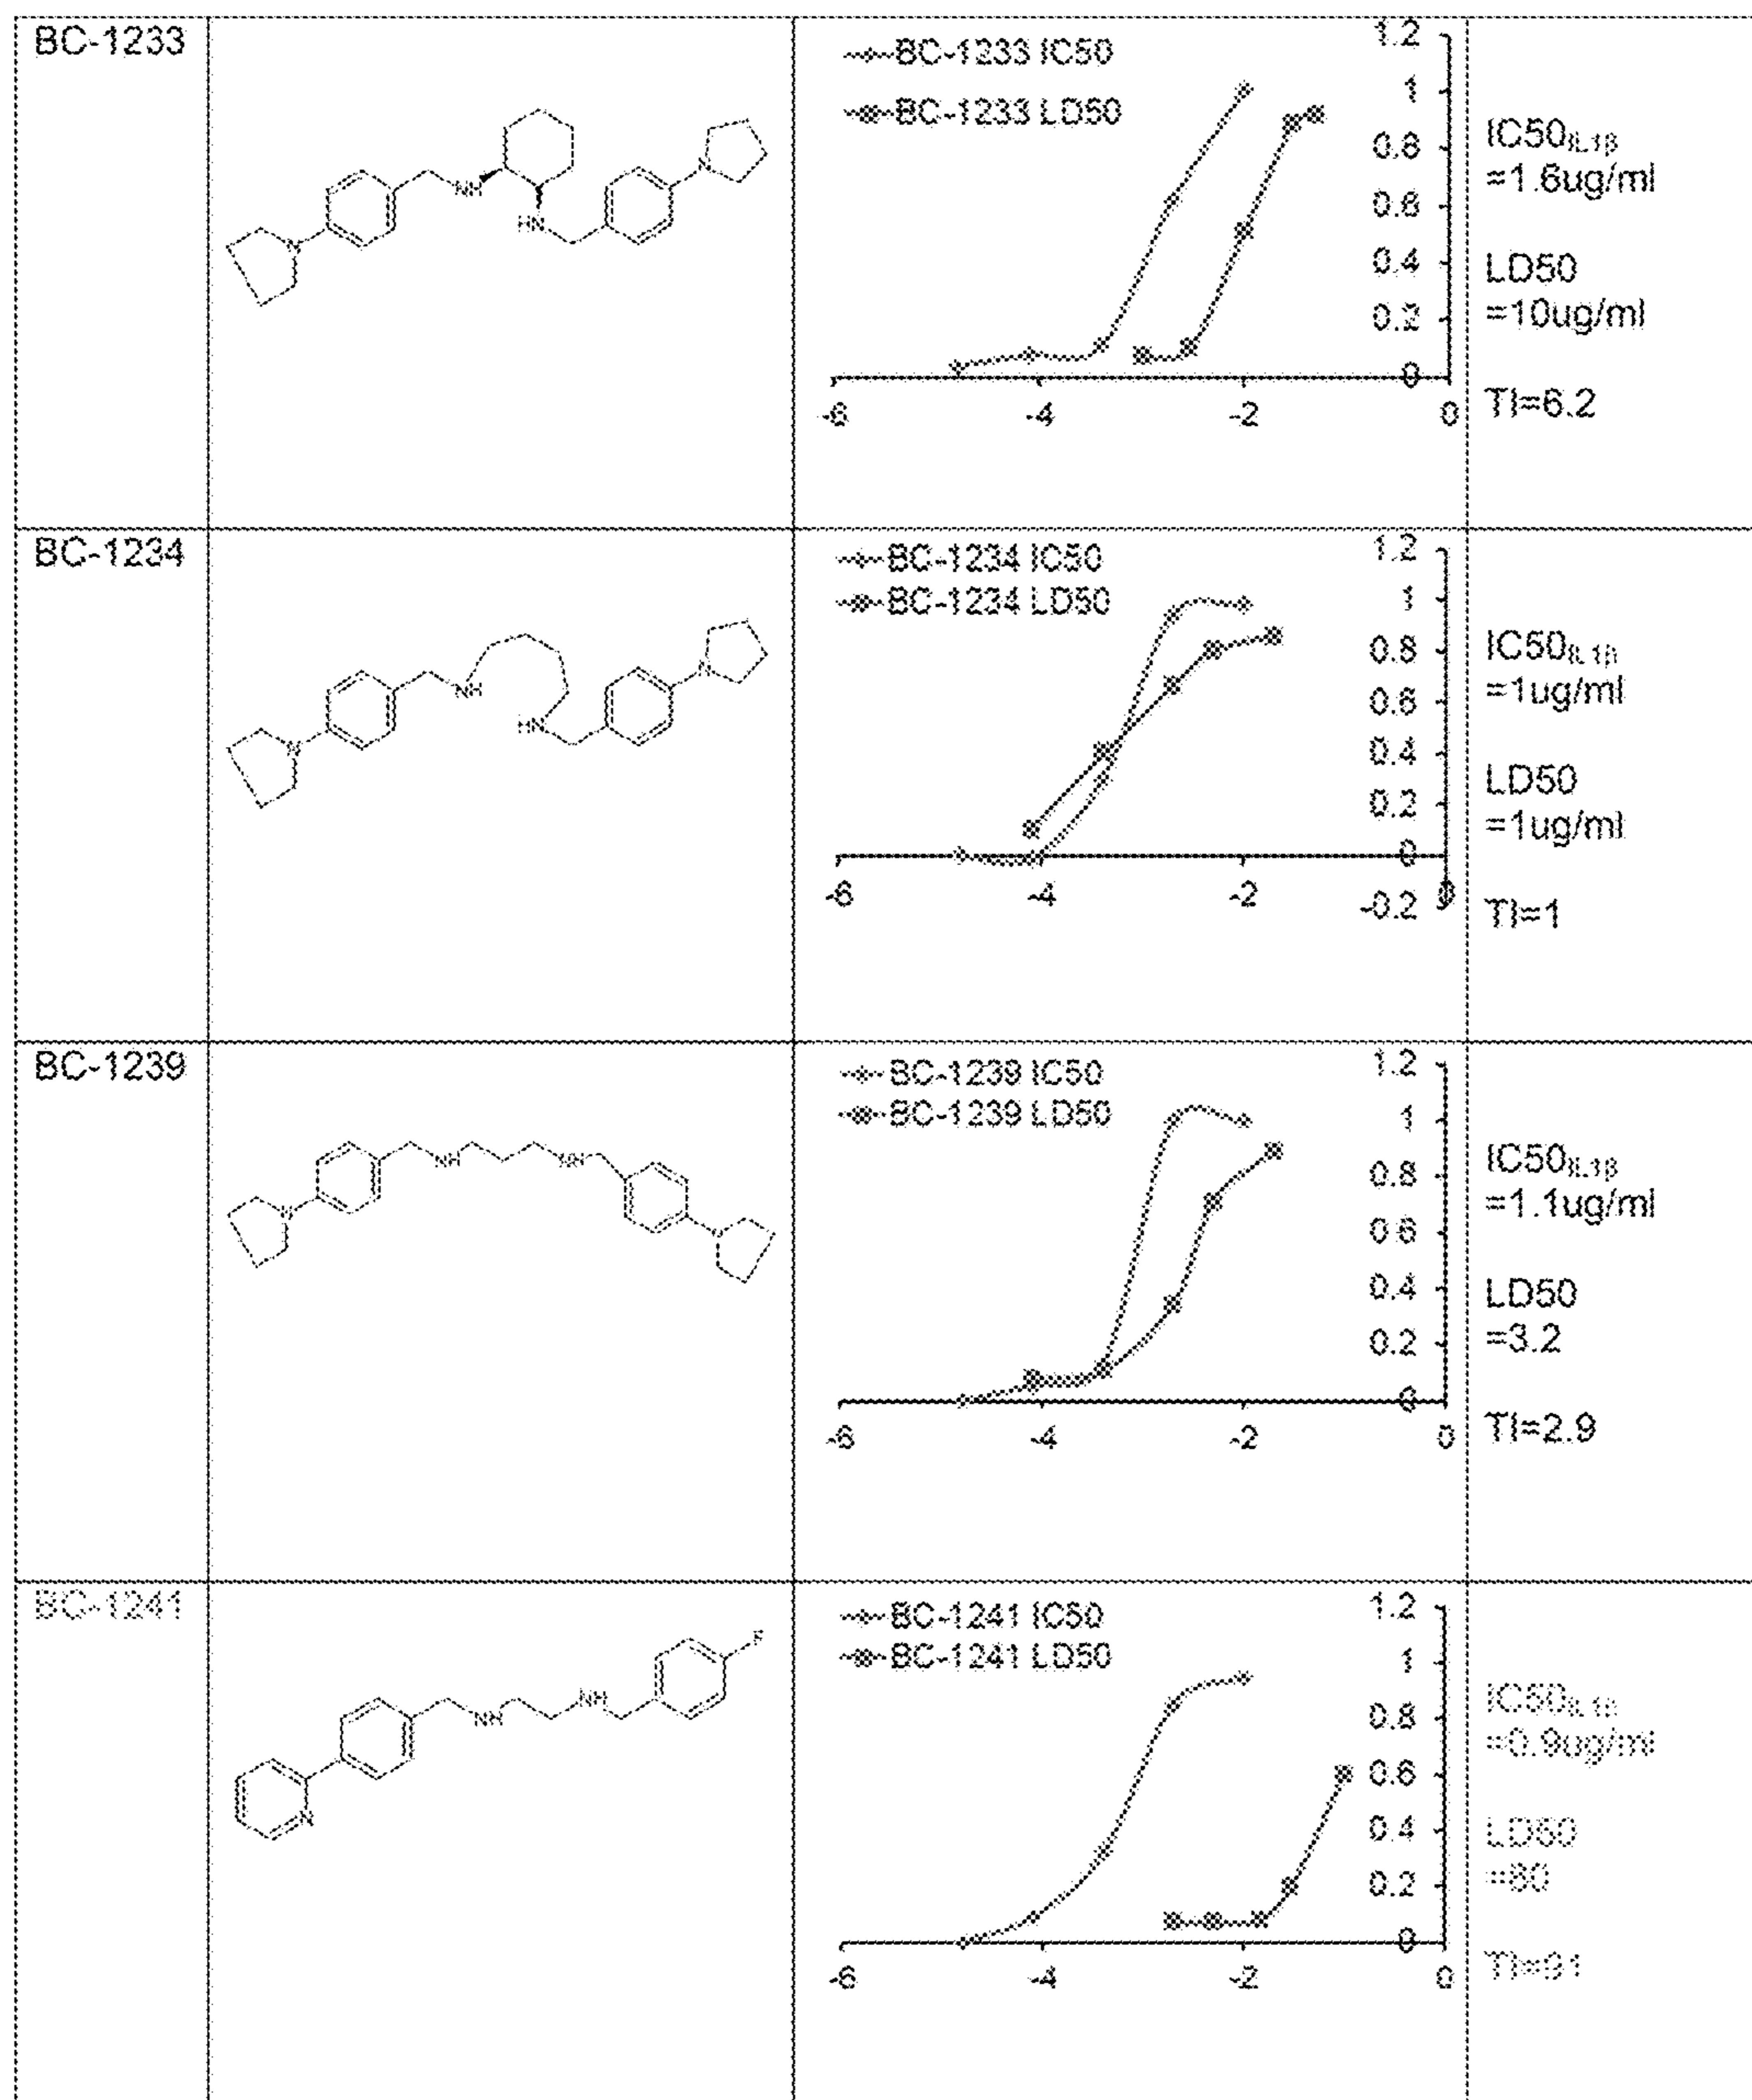 BC-1233
NH
HN
N
N
BC-1233 IC50
BC-1233 LD50
1.2
1
0.8
0.6
0.4
0.2
0
-6 -4 -2 0
IC50IL1β
=1.6ug/ml
LD50
=10ug/ml
TI=6.2
BC-1234
NH
HN
N
N
BC-1234 IC50
BC-1234 LD50
1.2
1
0.8
0.6
0.4
0.2
0
-0.2
-6 -4 -2 0
IC50IL1β
=1ug/ml
LD50
=1ug/ml
TI=1
BC-1239
NH NH
N
N
BC-1239 IC50
BC-1239 LD50
1.2
1
0.8
0.6
0.4
0.2
0
-6 -4 -2 0
IC50IL1β
=1.1ug/ml
LD50
=3.2
TI=2.9
BC-1241
F
NH
NH
N
BC-1241 IC50
BC-1241 LD50
1.2
1
0.8
0.6
0.4
0.2
0
-6 -4 -2 0
IC50IL1β
=0.9ug/ml
LD50
=80
TI=91